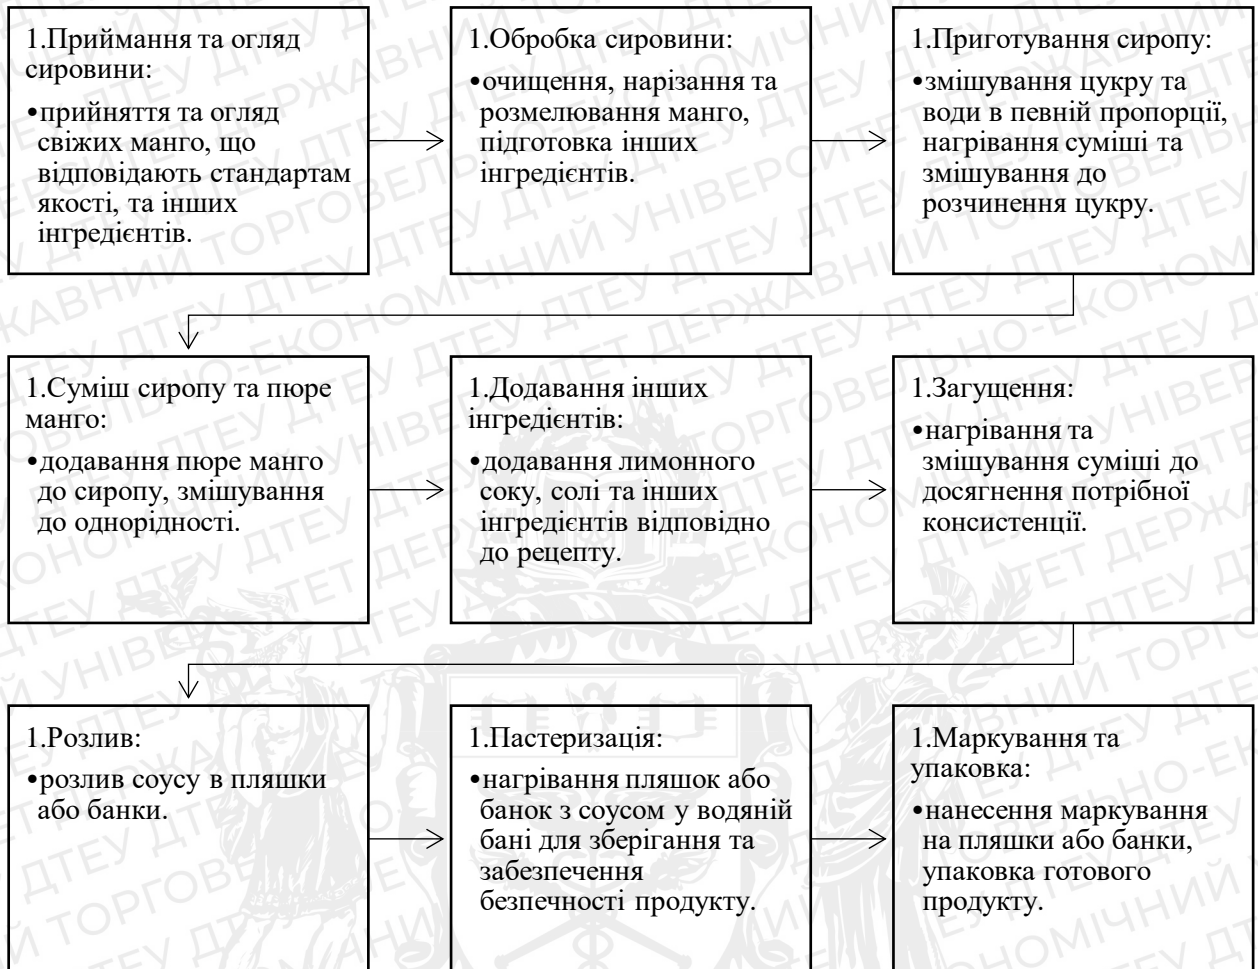 1.Приймання та огляд
сировини:
•прийняття та огляд
свіжих манго, що
відповідають стандартам
якості, та інших
інгредієнтів.
1.Обробка сировини:
•очищення, нарізання та
розмелювання манго,
підготовка інших
інгредієнтів.
1.Приготування сиропу:
•змішування цукру та
води в певній пропорції,
нагрівання суміші та
змішування до
розчинення цукру.
1.Суміш сиропу та пюре
манго:
•додавання пюре манго
до сиропу, змішування
до однорідності.
1.Додавання інших
інгредієнтів:
•додавання лимонного
соку, солі та інших
інгредієнтів відповідно
до рецепту.
1.Загущення:
•нагрівання та
змішування суміші до
досягнення потрібної
консистенції.
1.Розлив:
•розлив соусу в пляшки
або банки.
1.Пастеризація:
•нагрівання пляшок або
банок з соусом у водяній
бані для зберігання та
забезпечення
безпечності продукту.
1.Маркування та
упаковка:
•нанесення маркування
на пляшки або банки,
упаковка готового
продукту.